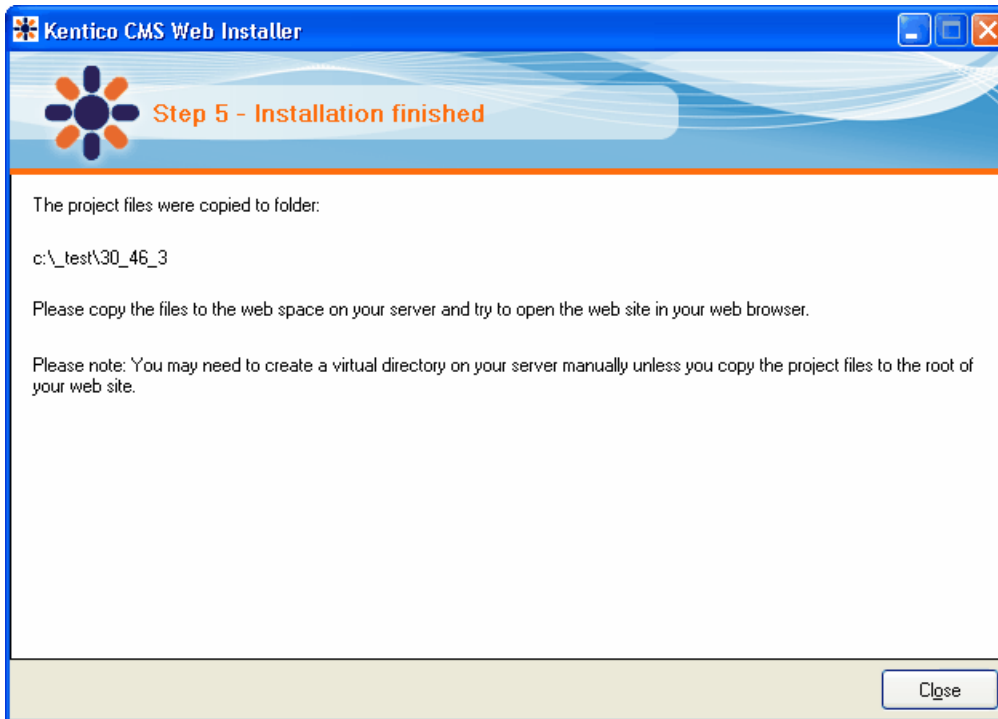 Kentico CMS Web Installer
Step 5 - Installation finished
The project files were copied to folder:
c:\_test\30_46_3
Please copy the files to the web space on your server and try to open the web site in your web browser.
Please note: You may need to create a virtual directory on your server manually unless you copy the project files to the root of
your web site.
Close